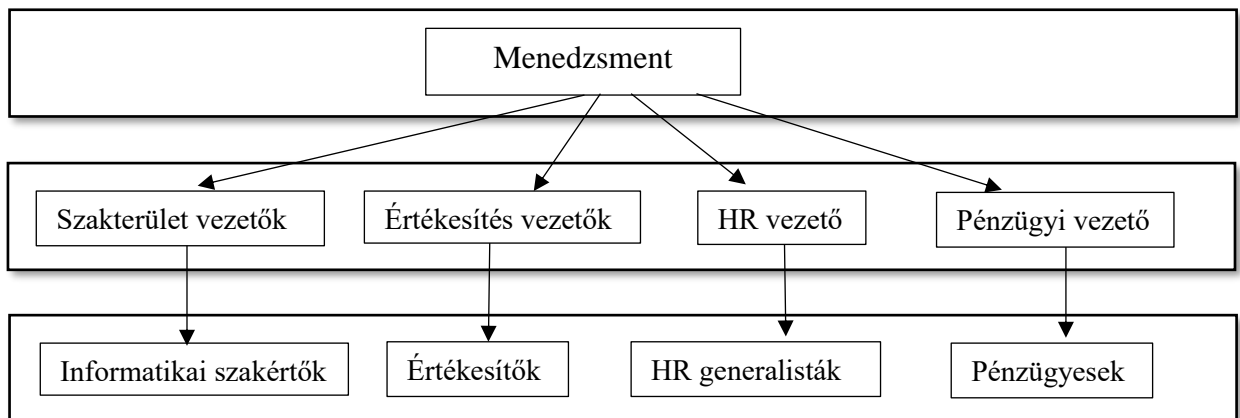 Menedzsment
Szakterület vezetők
Értékesítés vezetők
HR vezető
Pénzügyi vezető
Informatikai szakértők
Értékesítők
HR generalisták
Pénzügyesek